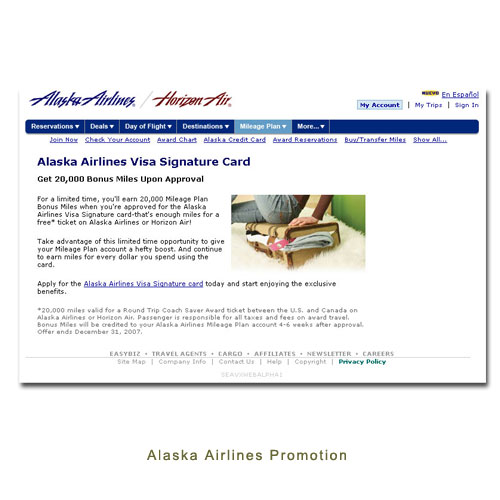 Alaska Airlines / Horizon Air
NUEVO En Español
My Account | My Trips | Sign In
Reservations ▾ Deals ▾ Day of Flight ▾ Destinations ▾ Mileage Plan ▾ More... ▾
Join Now Check Your Account Award Chart Alaska Credit Card Award Reservations Buy/Transfer Miles Show All...
Alaska Airlines Visa Signature Card
Get 20,000 Bonus Miles Upon Approval
For a limited time, you'll earn 20,000 Mileage Plan
Bonus Miles when you're approved for the Alaska
Airlines Visa Signature card-that's enough miles for a
free* ticket on Alaska Airlines or Horizon Air!
Take advantage of this limited time opportunity to give
your Mileage Plan account a hefty boost. And continue
to earn miles for every dollar you spend using the
card.
Apply for the Alaska Airlines Visa Signature card today and start enjoying the exclusive
benefits.
*20,000 miles valid for a Round Trip Coach Saver Award ticket between the U.S. and Canada on
Alaska Airlines or Horizon Air. Passenger is responsible for all taxes and fees on award travel.
Bonus Miles will be credited to your Alaska Airlines Mileage Plan account 4-6 weeks after approval.
Offer ends December 31, 2007.
EASYBIZ • TRAVEL AGENTS • CARGO • AFFILIATES • NEWSLETTER • CAREERS
Site Map | Company Info | Contact Us | Help | Copyright | Privacy Policy
SEAVXWEBALPHA1
Alaska Airlines Promotion